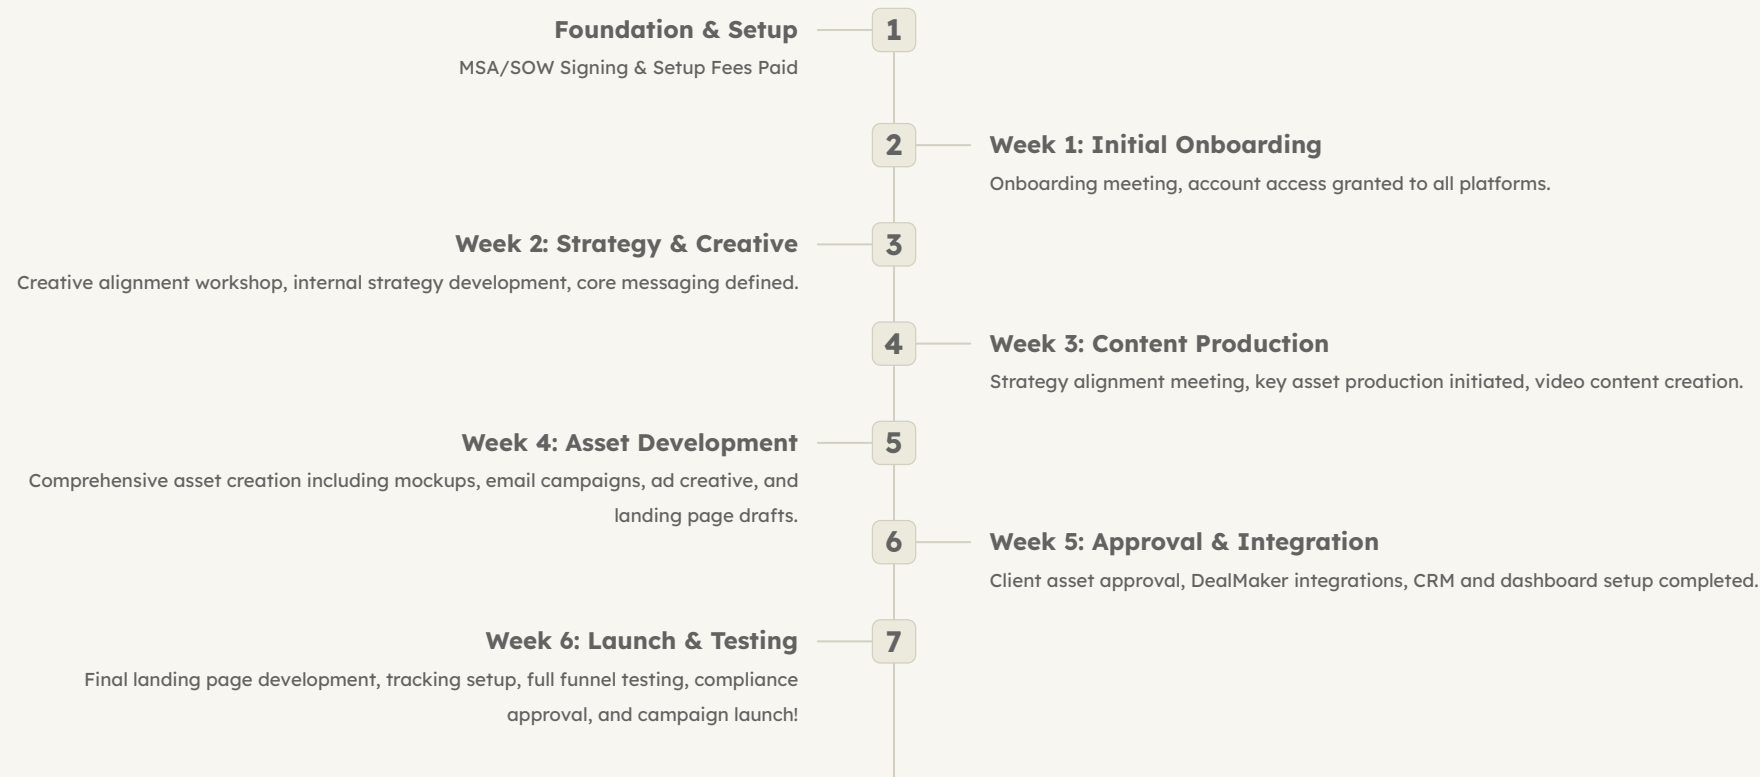 Foundation & Setup
1
MSA/SOW Signing & Setup Fees Paid
2
Week 1: Initial Onboarding
Onboarding meeting, account access granted to all platforms.
Week 2: Strategy & Creative
3
Creative alignment workshop, internal strategy development, core messaging defined.
4
Week 3: Content Production
Strategy alignment meeting, key asset production initiated, video content creation.
Week 4: Asset Development
5
Comprehensive asset creation including mockups, email campaigns, ad creative, and
landing page drafts.
6
Week 5: Approval & Integration
Client asset approval, DealMaker integrations, CRM and dashboard setup completed.
Week 6: Launch & Testing
7
Final landing page development, tracking setup, full funnel testing, compliance
approval, and campaign launch!